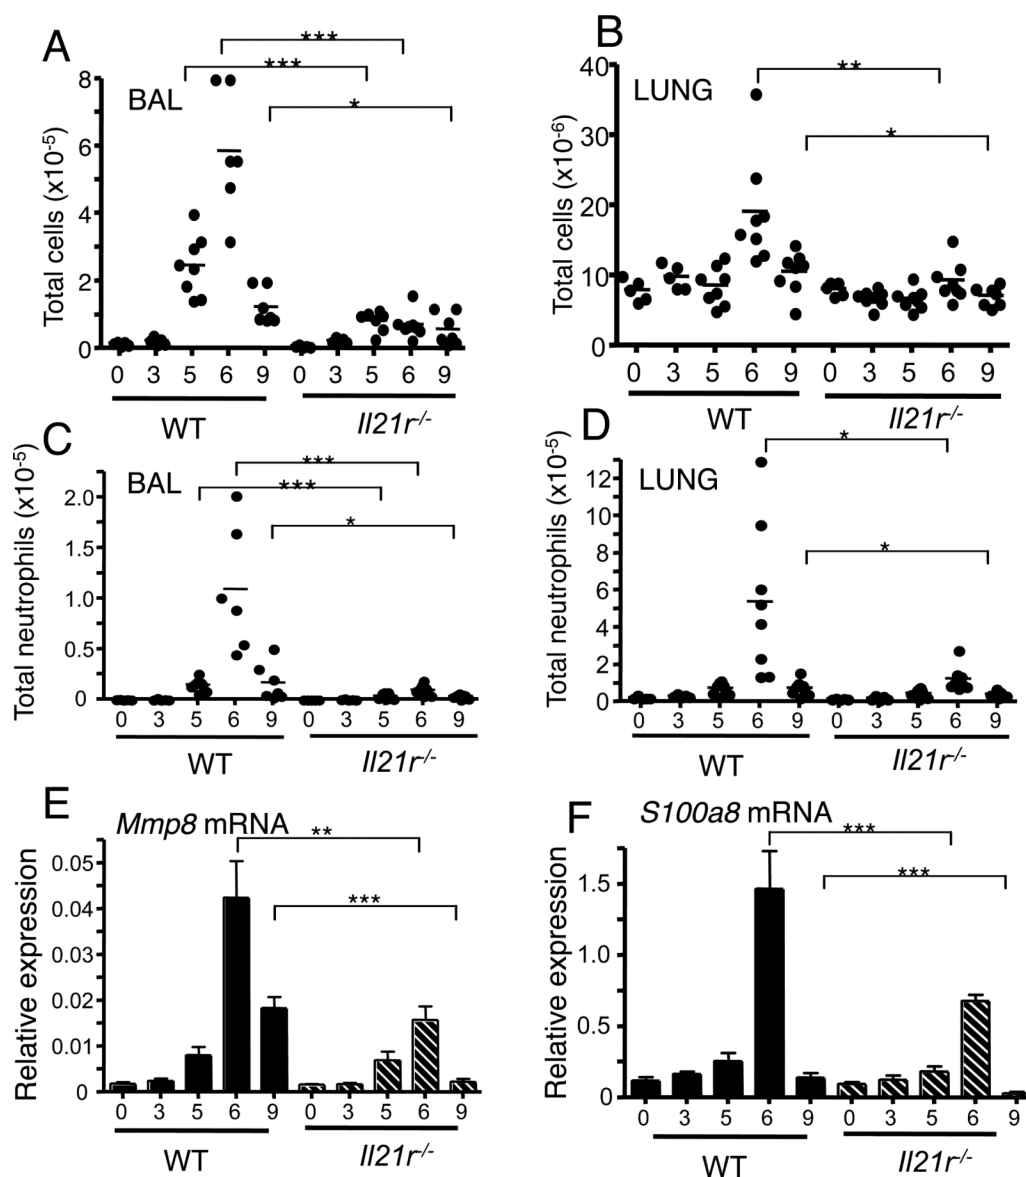 A
***
***
BAL
*
Total cells (x10-5)
8
6
4
2
0
0 3 5 6 9 0 3 5 6 9
WT Il21r-/-
B
LUNG
**
*
Total cells (x10-6)
40
30
20
10
0
0 3 5 6 9 0 3 5 6 9
WT Il21r-/-
C
BAL
***
***
*
Total neutrophils (x10-5)
2.0
1.0
0.5
0
0 3 5 6 9 0 3 5 6 9
WT Il21r-/-
D
LUNG
*
*
Total neutrophils (x10-5)
12
10
8
6
4
2
1
0
0 3 5 6 9 0 3 5 6 9
WT Il21r-/-
E
Mmp8 mRNA
**
***
Relative expression
0.05
0.04
0.03
0.02
0.01
0
0 3 5 6 9 0 3 5 6 9
WT Il21r-/-
F
S100a8 mRNA
***
***
Relative expression
1.5
1.0
0.5
0
0 3 5 6 9 0 3 5 6 9
WT Il21r-/-